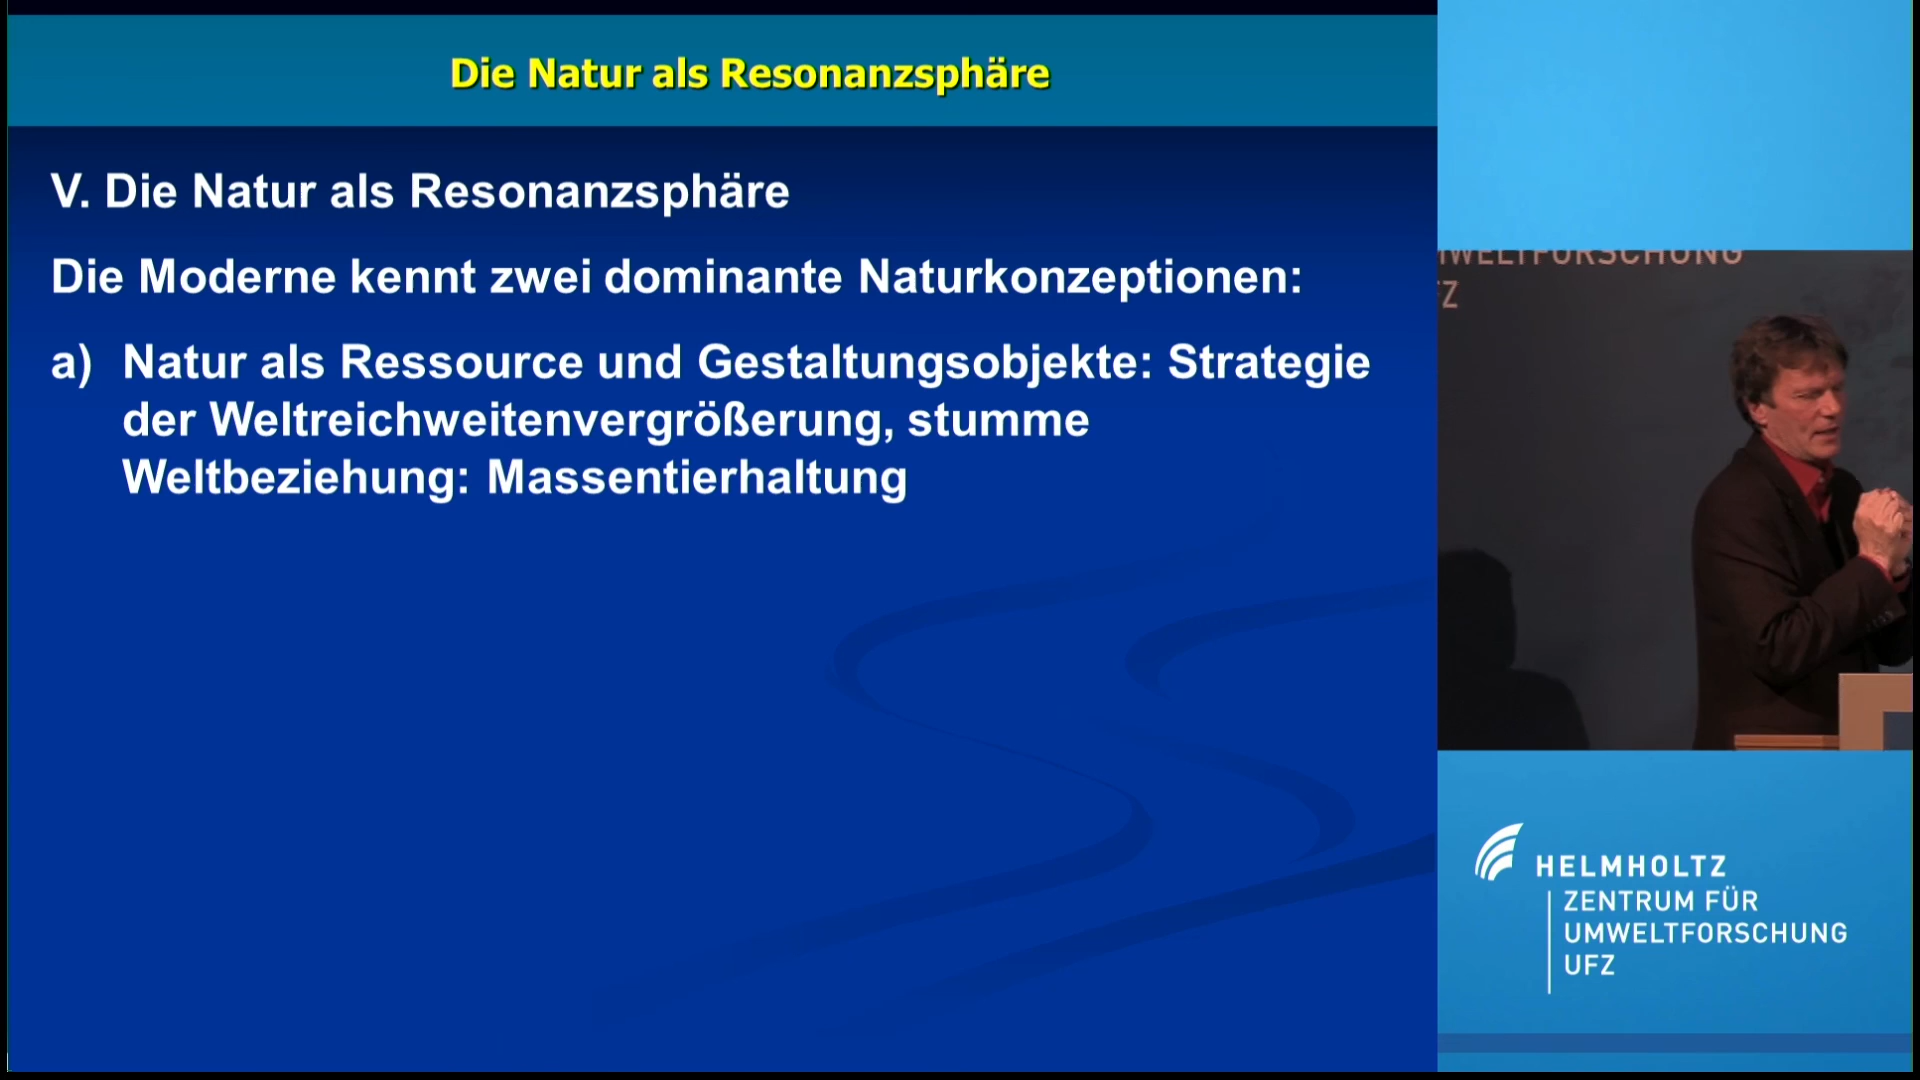 Die Natur als Resonanzsphäre
V. Die Natur als Resonanzsphäre
Die Moderne kennt zwei dominante Naturkonzeptionen:
a) Natur als Ressource und Gestaltungsobjekte: Strategie
der Weltreichweitenvergrößerung, stumme
Weltbeziehung: Massentierhaltung
UMWELTFORSCHUNG
UFZ
HELMHOLTZ
ZENTRUM FÜR
UMWELTFORSCHUNG
UFZ